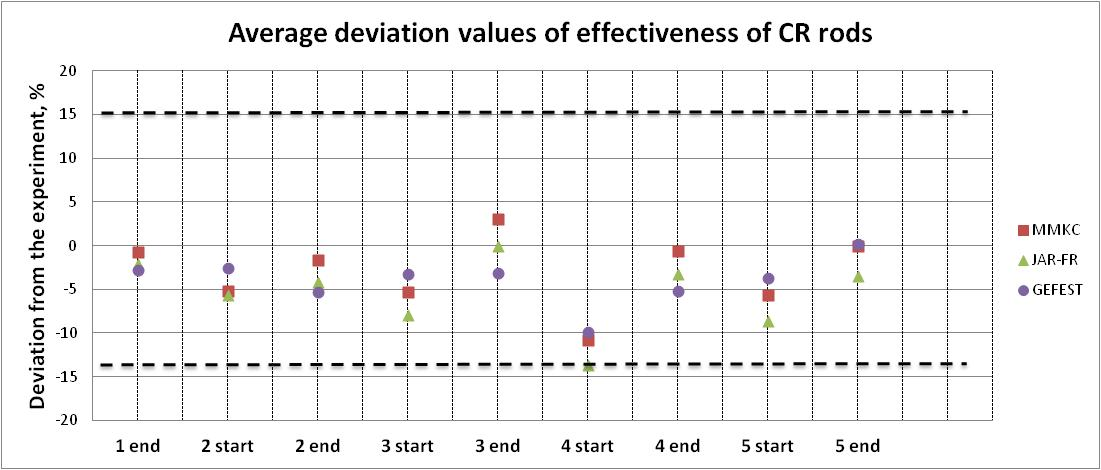 Average deviation values of effectiveness of CR rods
Deviation from the experiment, %
20
15
10
5
0
-5
-10
-15
-20
1 end 2 start 2 end 3 start 3 end 4 start 4 end 5 start 5 end
MMKC
JAR-FR
GEFEST